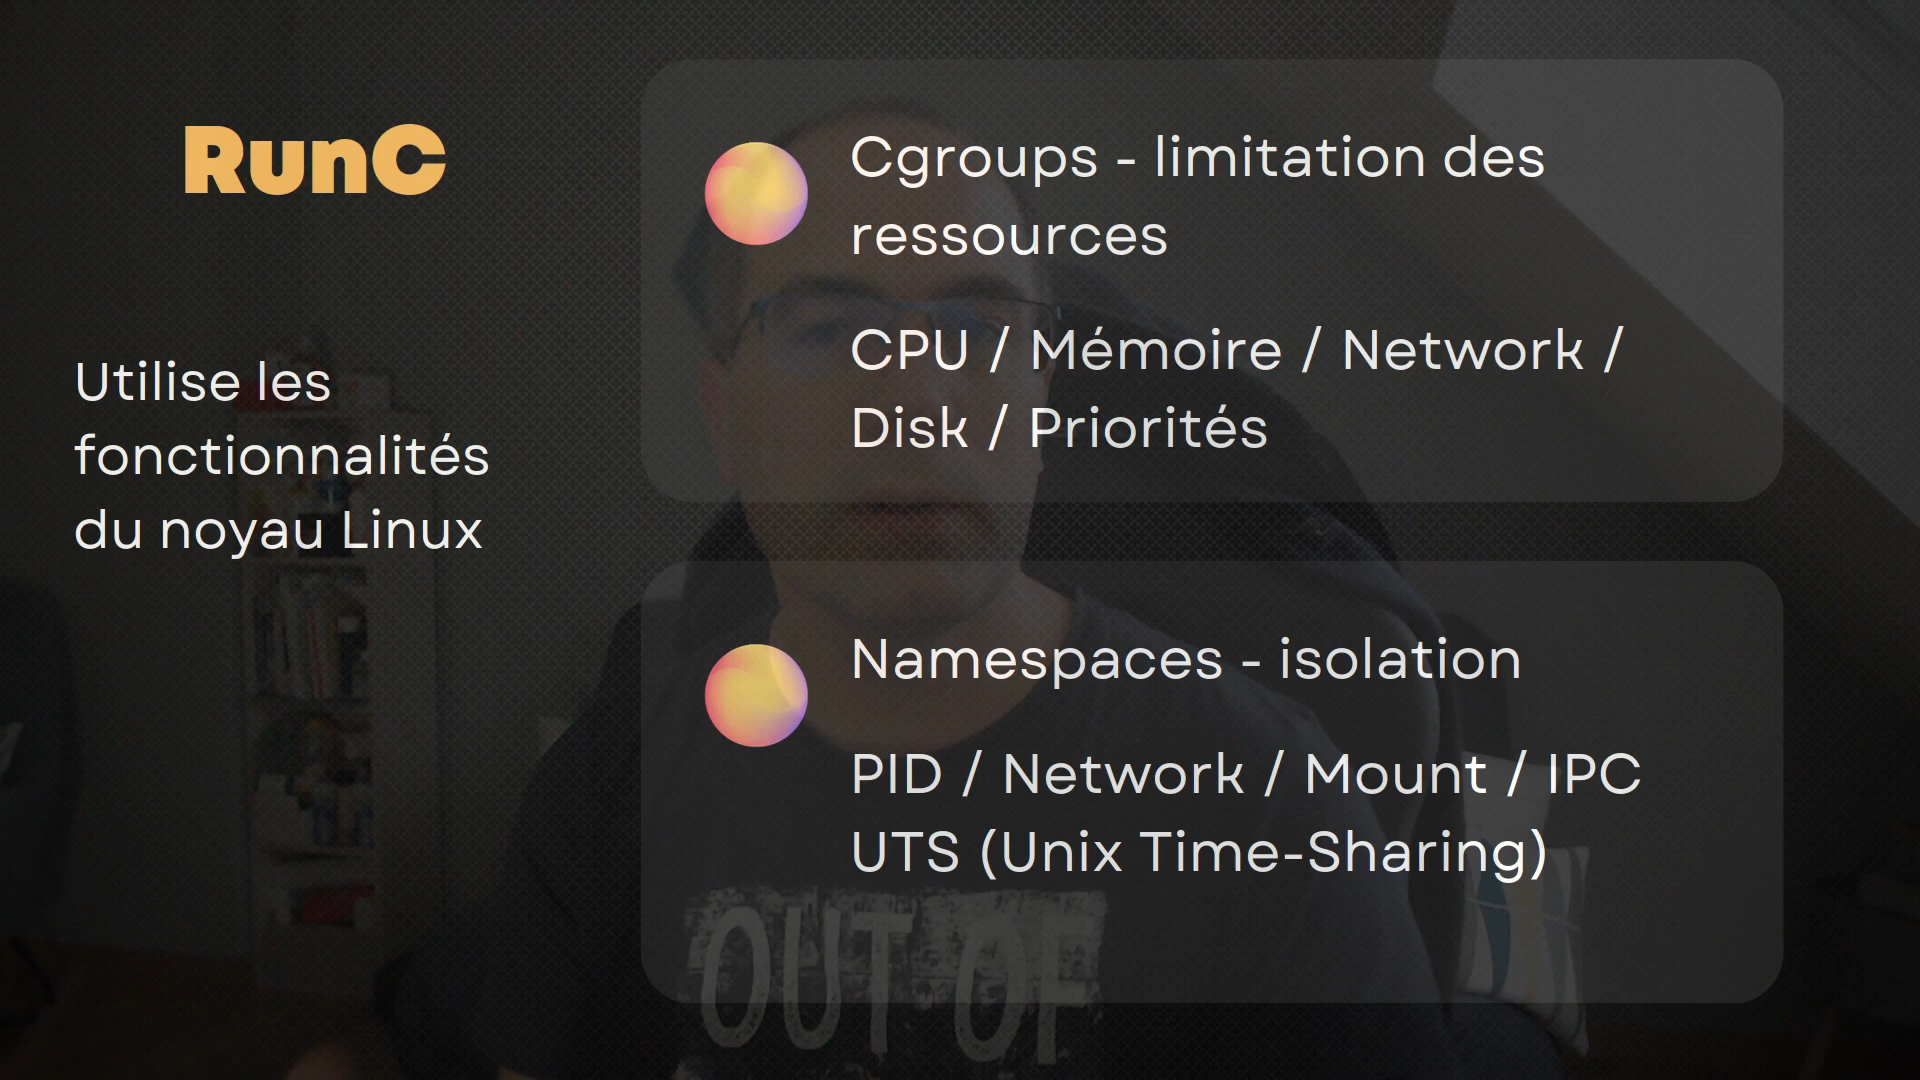 RunC
Utilise les
fonctionnalités
du noyau Linux
Cgroups - limitation des
ressources
CPU / Mémoire / Network /
Disk / Priorités
Namespaces - isolation
PID / Network / Mount / IPC
UTS (Unix Time-Sharing)
OUT OF